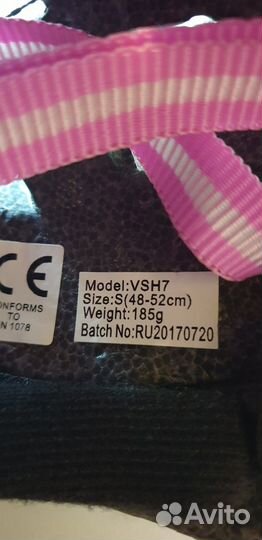 CE
ONFORMS
TO
N 1078
Model:VSH7
Size:S(48-52cm)
Weight:185g
Batch No:RU20170720
Avito